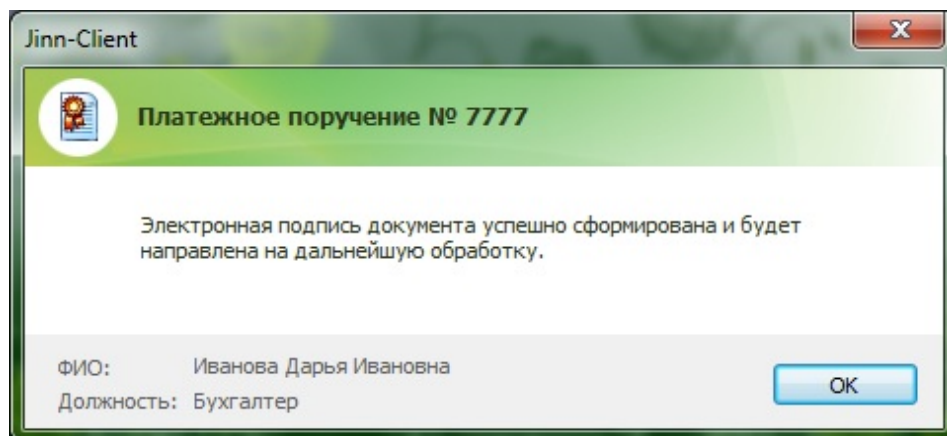 Jinn-Client
Платежное поручение № 7777
Электронная подпись документа успешно сформирована и будет
направлена на дальнейшую обработку.
ФИО: Иванова Дарья Ивановна
Должность: Бухгалтер
OK